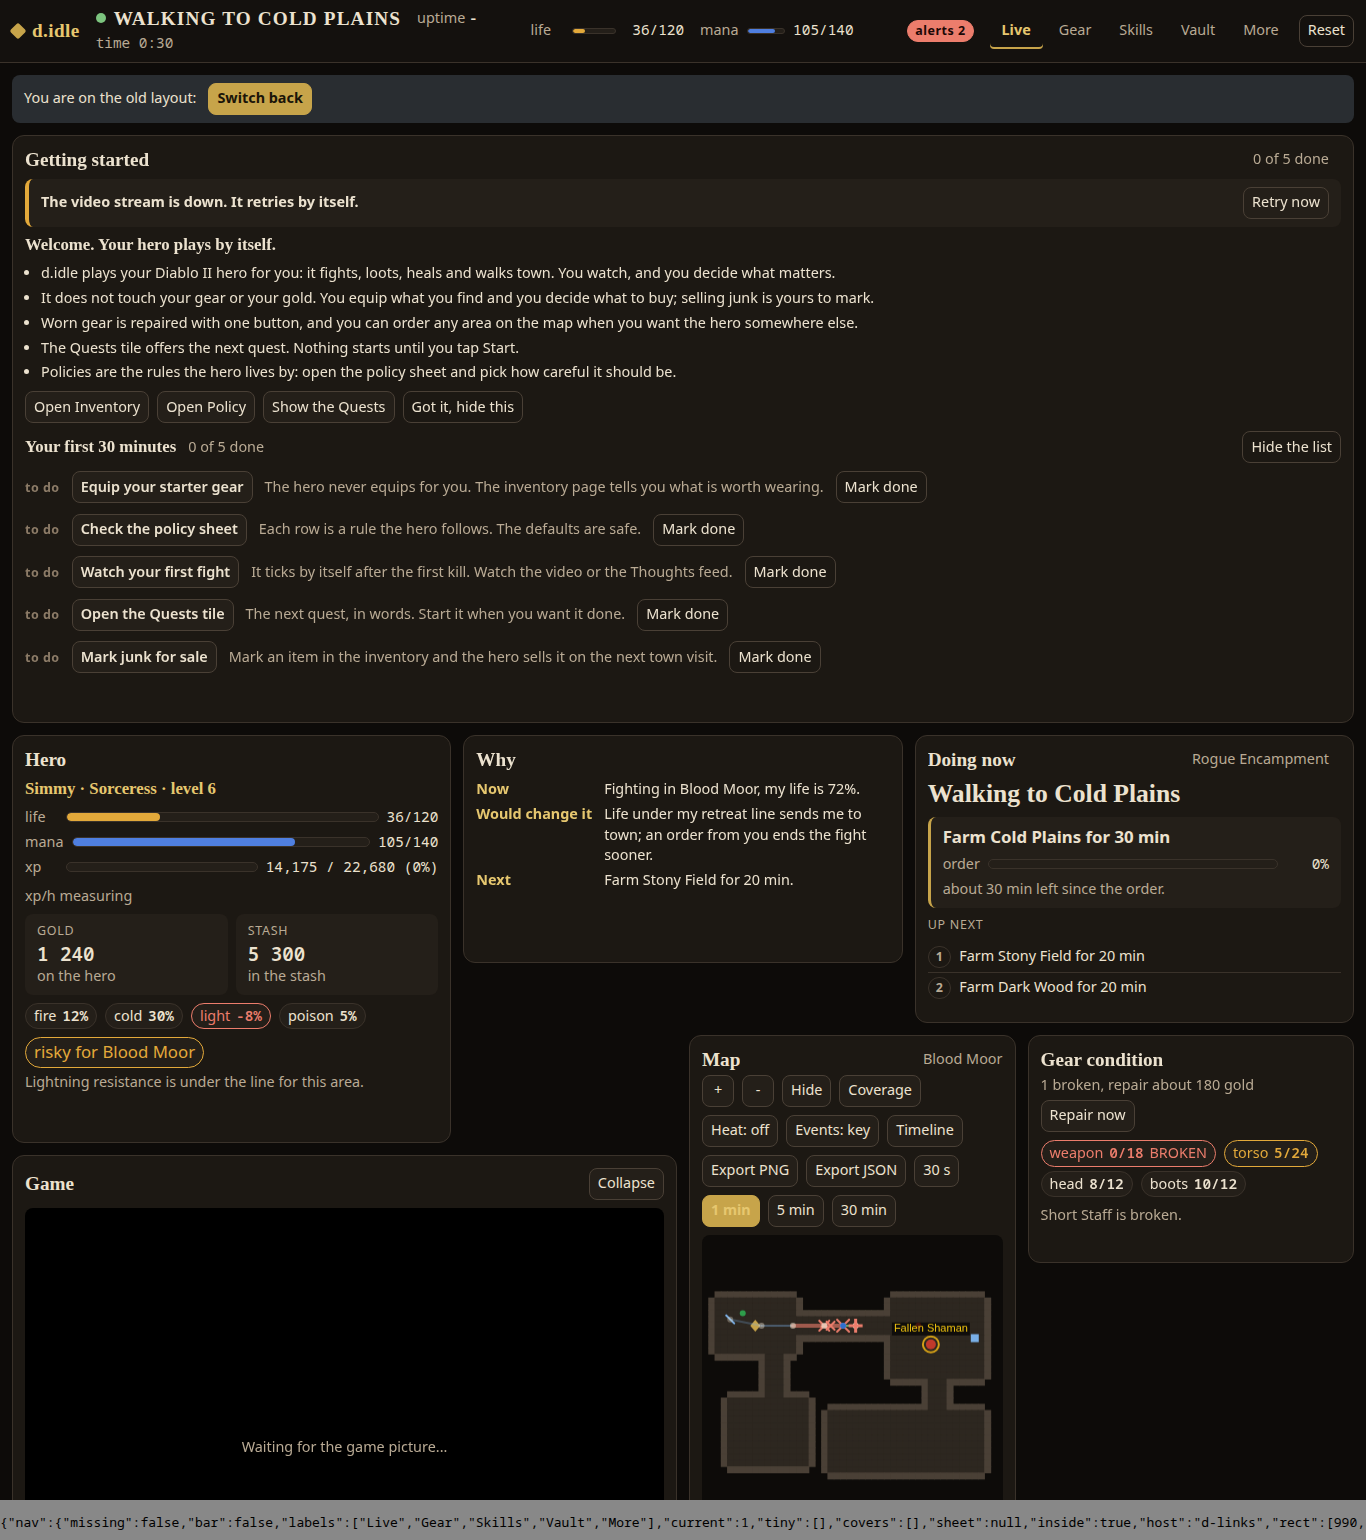 d.idle
WALKING TO COLD PLAINS
uptime -
time 0:30
life 36/120 mana 105/140
alerts 2
Live Gear Skills Vault More Reset
You are on the old layout: Switch back
Getting started
0 of 5 done
The video stream is down. It retries by itself.
Retry now
Welcome. Your hero plays by itself.
d.idle plays your Diablo II hero for you: it fights, loots, heals and walks town. You watch, and you decide what matters.
It does not touch your gear or your gold. You equip what you find and you decide what to buy; selling junk is yours to mark.
Worn gear is repaired with one button, and you can order any area on the map when you want the hero somewhere else.
The Quests tile offers the next quest. Nothing starts until you tap Start.
Policies are the rules the hero lives by: open the policy sheet and pick how careful it should be.
Open Inventory Open Policy Show the Quests Got it, hide this
Your first 30 minutes 0 of 5 done
Hide the list
to do Equip your starter gear The hero never equips for you. The inventory page tells you what is worth wearing. Mark done
to do Check the policy sheet Each row is a rule the hero follows. The defaults are safe. Mark done
to do Watch your first fight It ticks by itself after the first kill. Watch the video or the Thoughts feed. Mark done
to do Open the Quests tile The next quest, in words. Start it when you want it done. Mark done
to do Mark junk for sale Mark an item in the inventory and the hero sells it on the next town visit. Mark done
Hero
Simmy · Sorceress · level 6
life 36/120
mana 105/140
xp 14,175 / 22,680 (0%)
xp/h measuring
GOLD
1 240
on the hero
STASH
5 300
in the stash
fire 12% cold 30% light -8% poison 5%
risky for Blood Moor
Lightning resistance is under the line for this area.
Why
Now Fighting in Blood Moor, my life is 72%.
Would change it Life under my retreat line sends me to
town; an order from you ends the fight
sooner.
Next Farm Stony Field for 20 min.
Doing now
Rogue Encampment
Walking to Cold Plains
Farm Cold Plains for 30 min
order 0%
about 30 min left since the order.
UP NEXT
1 Farm Stony Field for 20 min
2 Farm Dark Wood for 20 min
Game
Collapse
Waiting for the game picture...
Map
Blood Moor
+ - Hide Coverage
Heat: off Events: key Timeline
Export PNG Export JSON 30 s
1 min 5 min 30 min
Fallen Shaman
Gear condition
1 broken, repair about 180 gold
Repair now
weapon 0/18 BROKEN torso 5/24
head 8/12 boots 10/12
Short Staff is broken.
{"nav":{"missing":false,"bar":false,"labels":["Live","Gear","Skills","Vault","More"],"current":1,"tiny":[],"covers":[],"sheet":null,"inside":true,"host":"d-links","rect":[990,